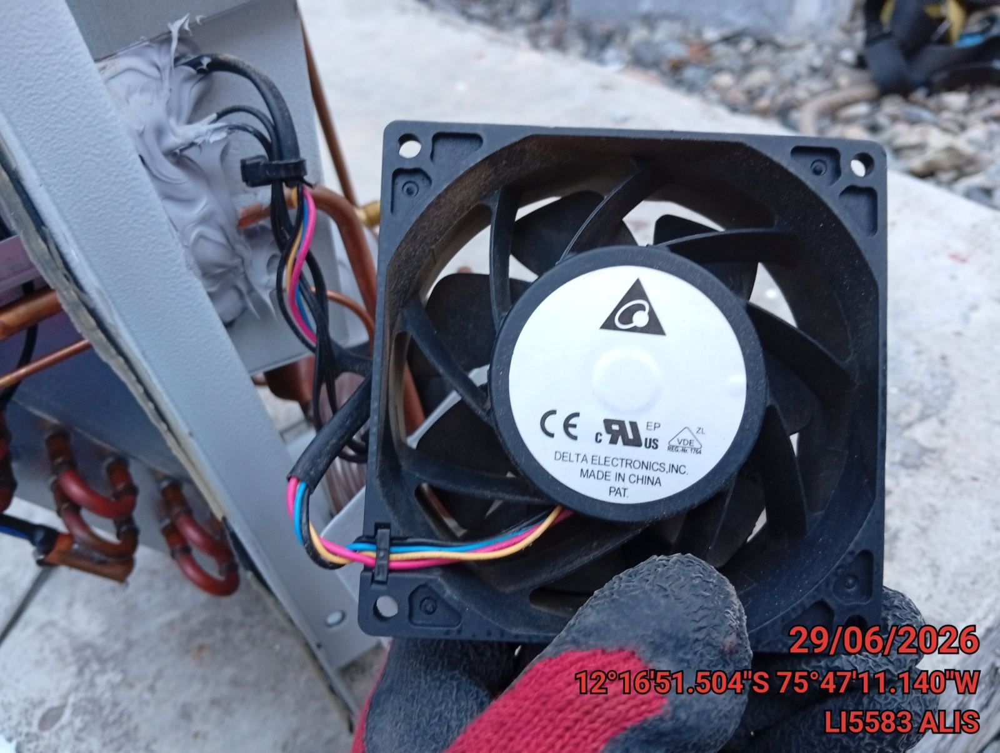 CE
c RU US
EP
VDE
ZL
REG.-Nr. 1764
DELTA ELECTRONICS,INC.
MADE IN CHINA
PAT.
29/06/2026
12°16'51.504"S 75°47'11.140"W
LI5583 ALIS